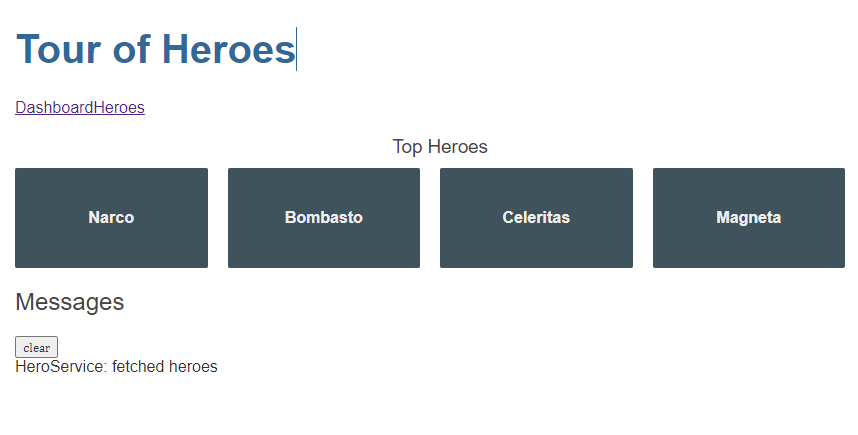 Tour of Heroes
DashboardHeroes
Top Heroes
Narco Bombasto Celeritas Magneta
Messages
clear
HeroService: fetched heroes